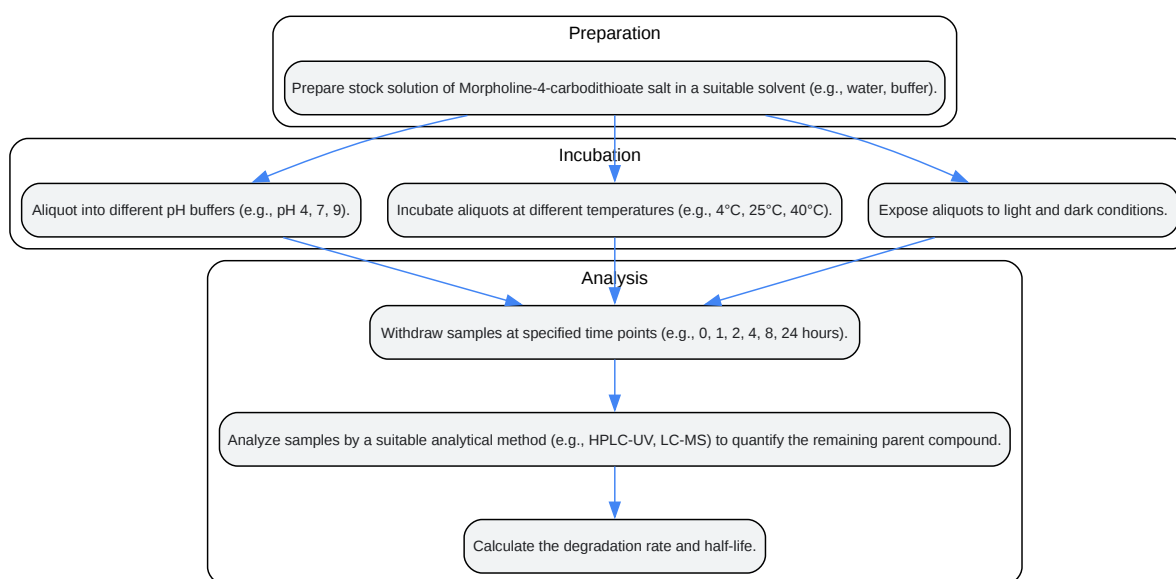 Preparation
Prepare stock solution of Morpholine-4-carbodithioate salt in a suitable solvent (e.g., water, buffer).
Incubation
Aliquot into different pH buffers (e.g., pH 4, 7, 9).
Incubate aliquots at different temperatures (e.g., 4°C, 25°C, 40°C).
Expose aliquots to light and dark conditions.
Analysis
Withdraw samples at specified time points (e.g., 0, 1, 2, 4, 8, 24 hours).
Analyze samples by a suitable analytical method (e.g., HPLC-UV, LC-MS) to quantify the remaining parent compound.
Calculate the degradation rate and half-life.